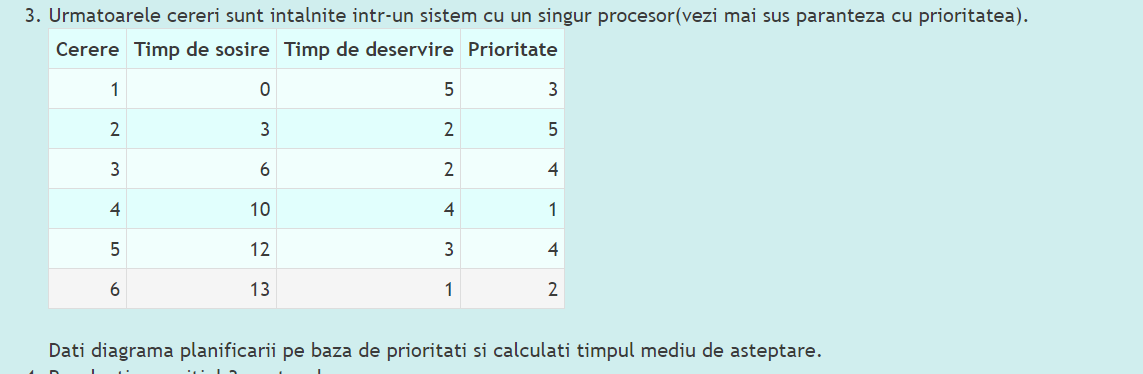 3. Urmatoarele cereri sunt intalnite intr-un sistem cu un singur procesor(vezi mai sus paranteza cu prioritatea).
Cerere Timp de sosire Timp de deservire Prioritate
1 0 5 3
2 3 2 5
3 6 2 4
4 10 4 1
5 12 3 4
6 13 1 2
Dati diagrama planificarii pe baza de prioritati si calculati timpul mediu de asteptare.